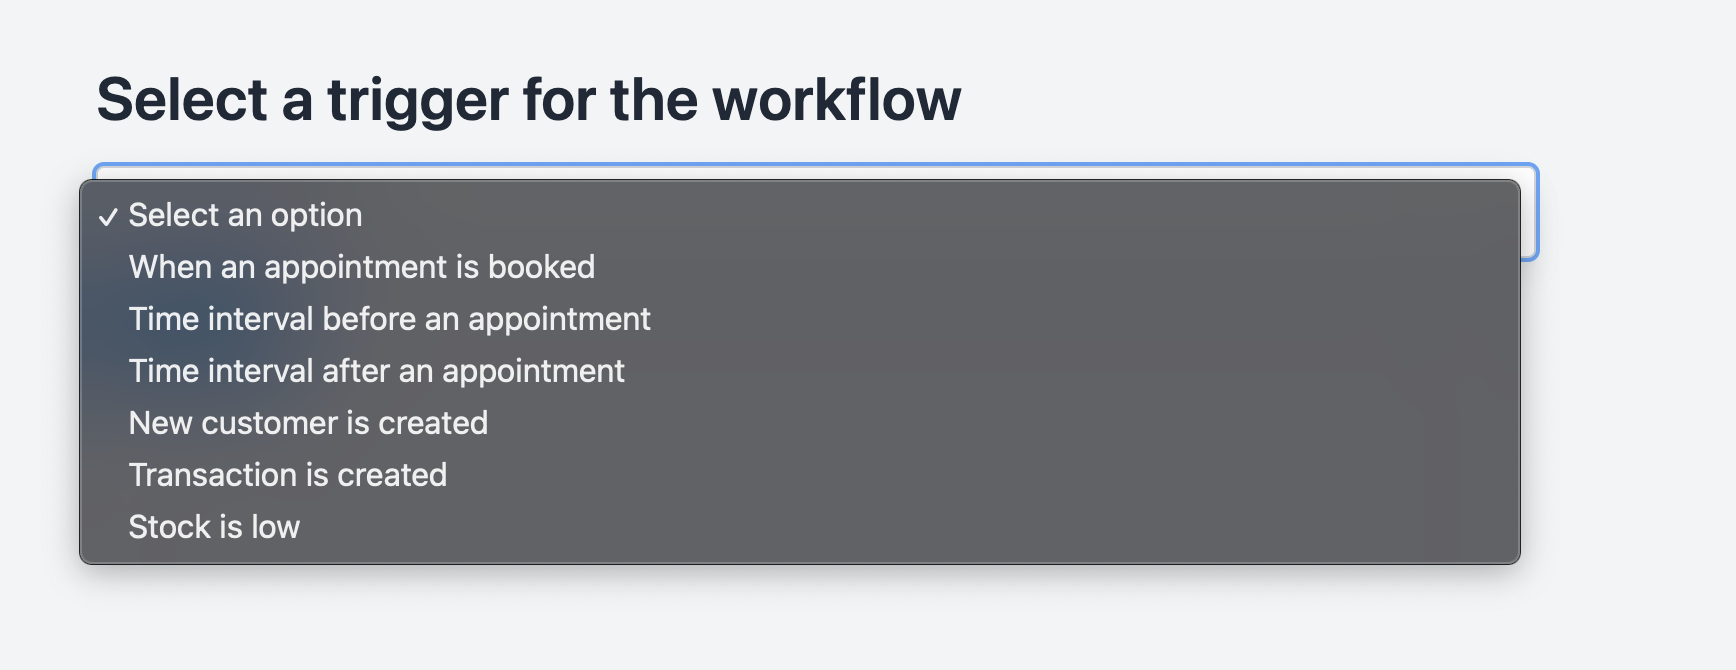 Select a trigger for the workflow
✓ Select an option
When an appointment is booked
Time interval before an appointment
Time interval after an appointment
New customer is created
Transaction is created
Stock is low